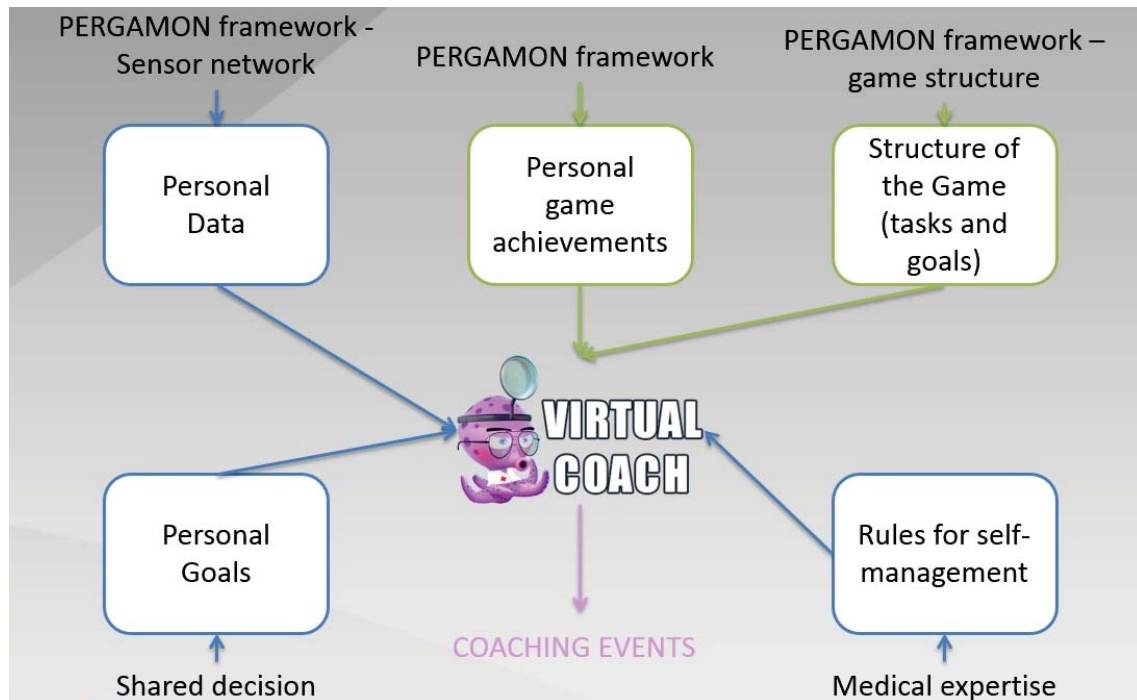 PERGAMON framework -
Sensor network
PERGAMON framework
PERGAMON framework –
game structure
Personal
Data
Personal
game
achievements
Structure of
the Game
(tasks and
goals)
VIRTUAL
COACH
Personal
Goals
Rules for self-
management
COACHING EVENTS
Shared decision
Medical expertise